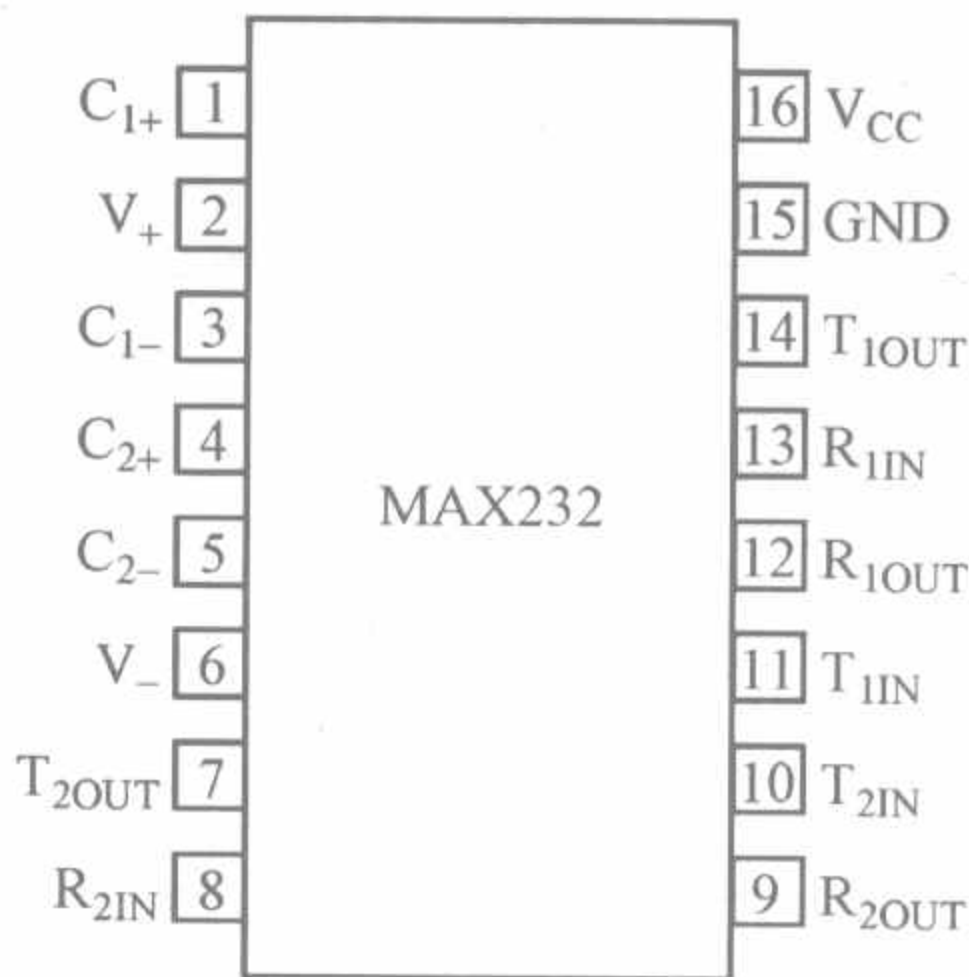 C1+ 1 16 VCC
V+ 2 15 GND
C1− 3 14 T1OUT
C2+ 4 13 R1IN
MAX232
C2− 5 12 R1OUT
V− 6 11 T1IN
T2OUT 7 10 T2IN
R2IN 8 9 R2OUT